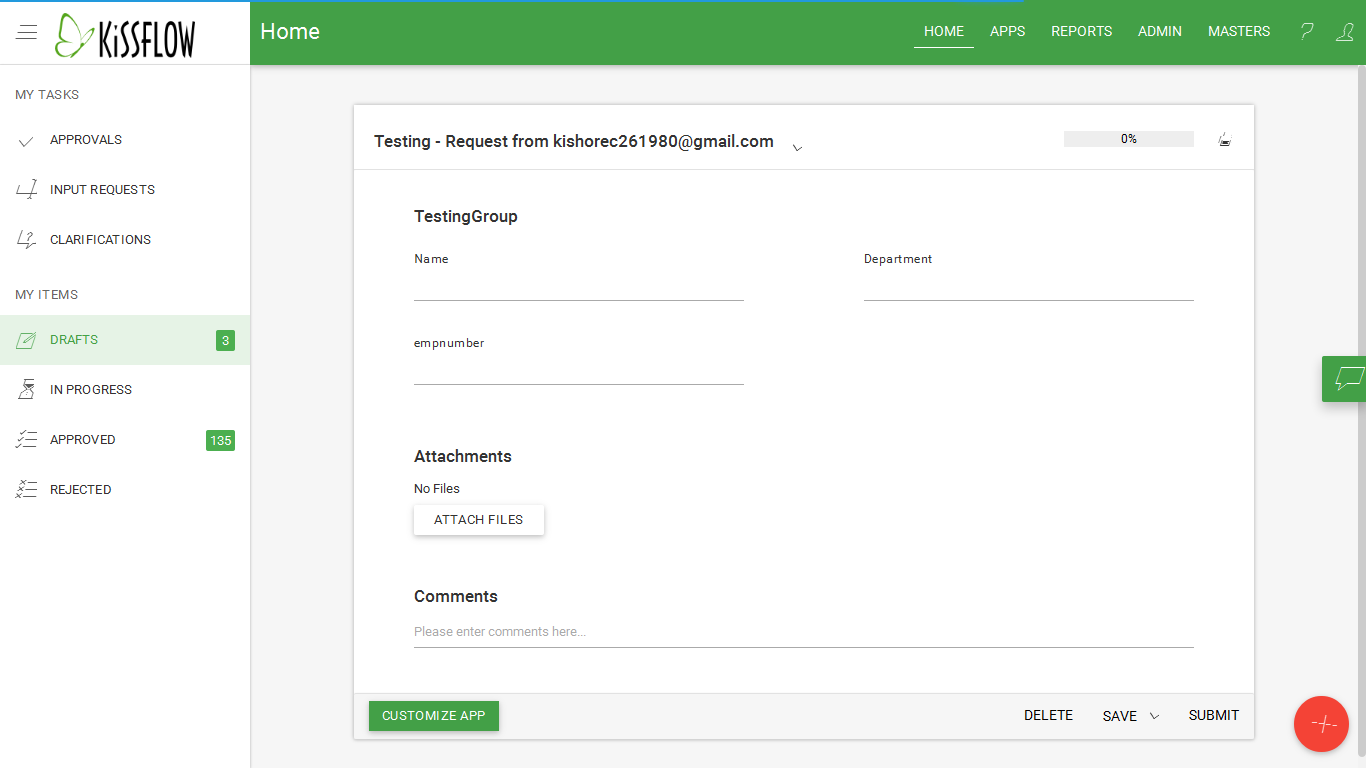 KiSSFLOW
Home
HOME APPS REPORTS ADMIN MASTERS
MY TASKS
APPROVALS
INPUT REQUESTS
CLARIFICATIONS
MY ITEMS
DRAFTS 3
IN PROGRESS
APPROVED 135
REJECTED
Testing - Request from kishorec261980@gmail.com
0%
TestingGroup
Name
Department
empnumber
Attachments
No Files
ATTACH FILES
Comments
Please enter comments here...
CUSTOMIZE APP
DELETE SAVE SUBMIT